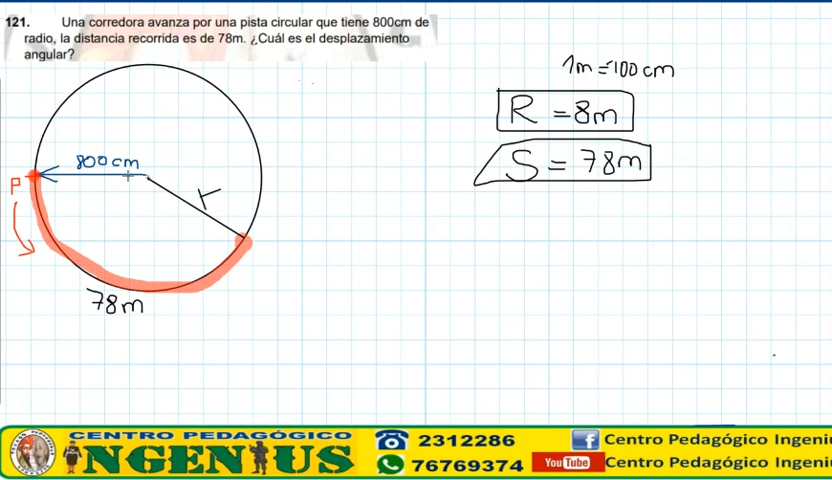 121. Una corredora avanza por una pista circular que tiene 800cm de
radio, la distancia recorrida es de 78m. ¿Cuál es el desplazamiento
angular?
1m = 100 cm
R = 8m
S = 78m
800 cm
P
r
78m
CENTRO PEDAGÓGICO
INGENIUS
2312286
76769374
Centro Pedagógico Ingeni
YouTube Centro Pedagógico Ingeni